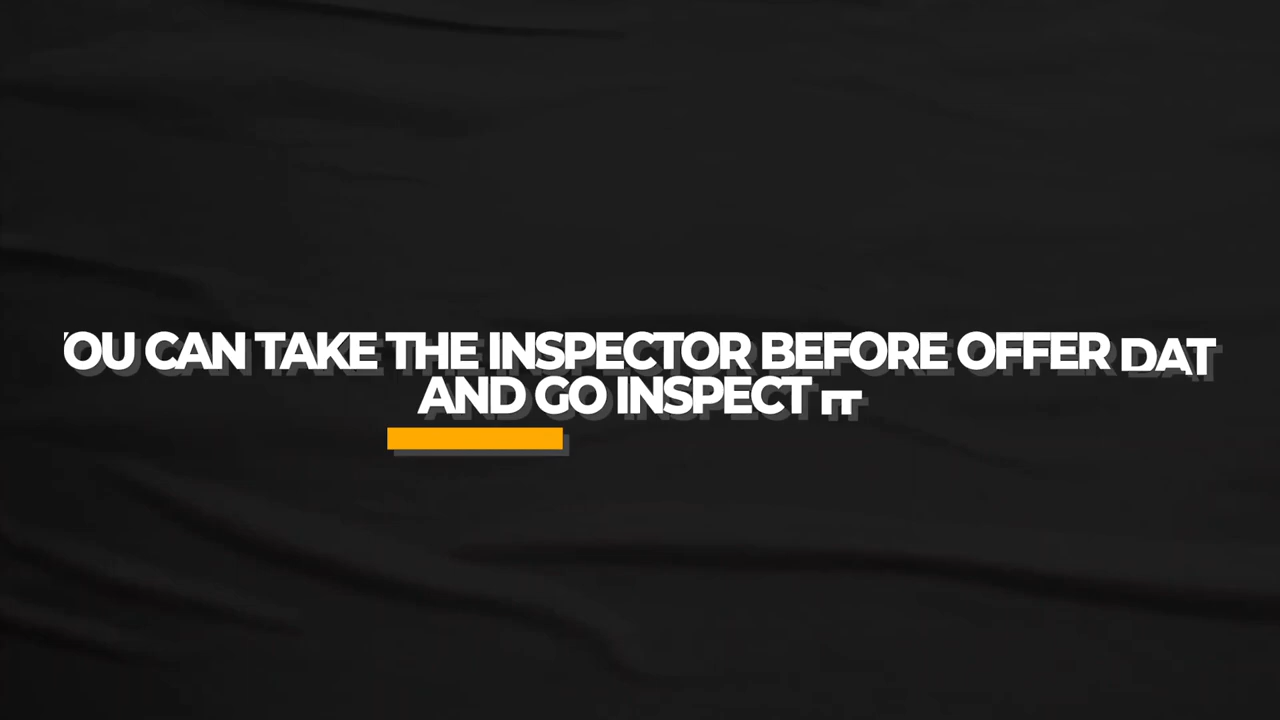 OU CAN TAKE THE INSPECTOR BEFORE OFFER DAT
AND GO INSPECT IT